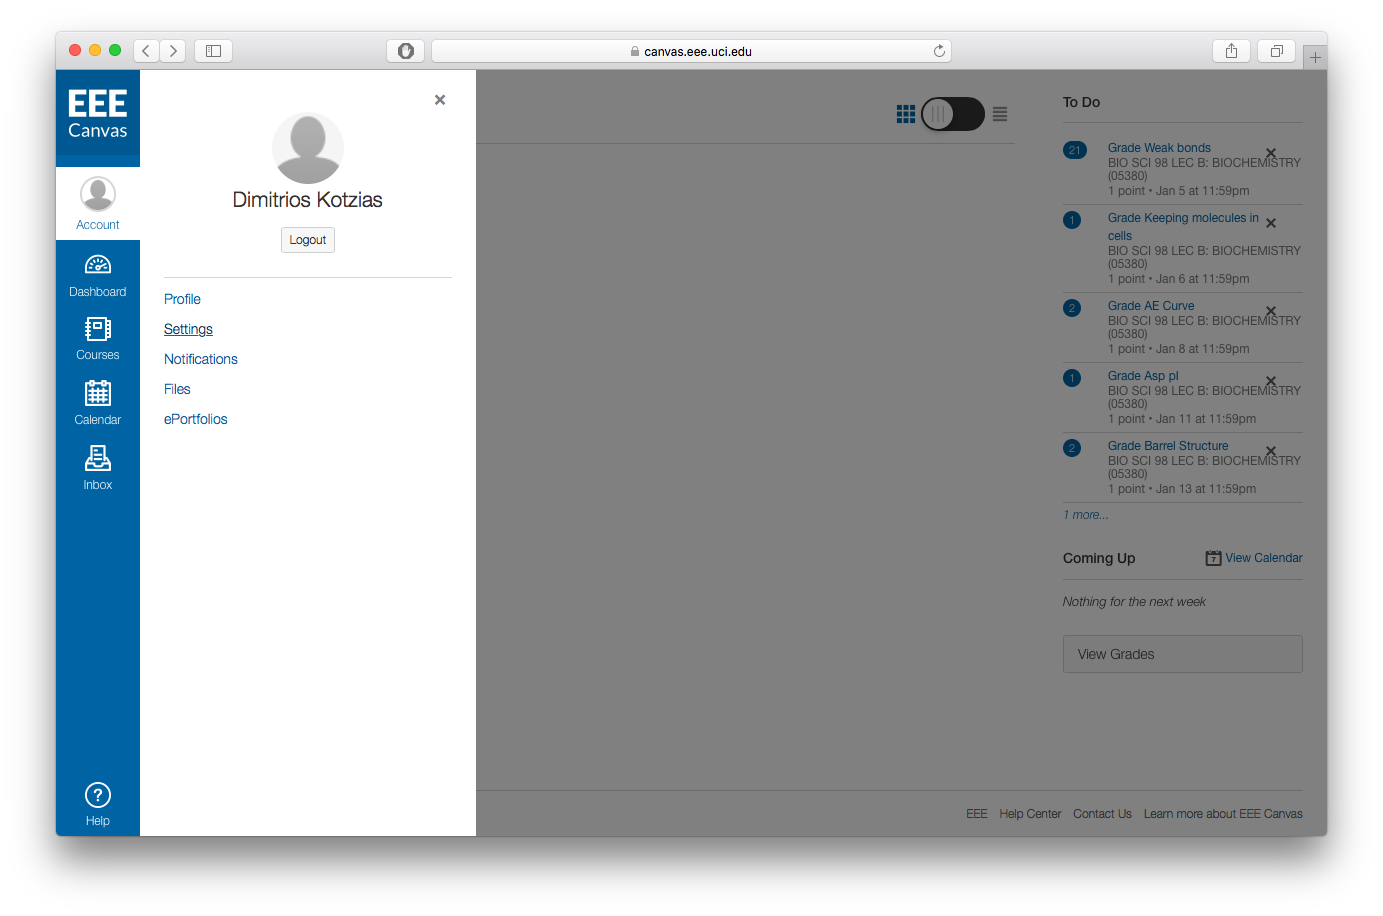 canvas.eee.uci.edu
EEE
Canvas
Account
Dashboard
Courses
Calendar
Inbox
Help
Dimitrios Kotzias
Logout
Profile
Settings
Notifications
Files
ePortfolios
To Do
21
Grade Weak bonds
BIO SCI 98 LEC B: BIOCHEMISTRY
(05380)
1 point • Jan 5 at 11:59pm
1
Grade Keeping molecules in
cells
BIO SCI 98 LEC B: BIOCHEMISTRY
(05380)
1 point • Jan 6 at 11:59pm
2
Grade AE Curve
BIO SCI 98 LEC B: BIOCHEMISTRY
(05380)
1 point • Jan 8 at 11:59pm
1
Grade Asp pI
BIO SCI 98 LEC B: BIOCHEMISTRY
(05380)
1 point • Jan 11 at 11:59pm
2
Grade Barrel Structure
BIO SCI 98 LEC B: BIOCHEMISTRY
(05380)
1 point • Jan 13 at 11:59pm
1 more...
Coming Up
7 View Calendar
Nothing for the next week
View Grades
EEE Help Center Contact Us Learn more about EEE Canvas